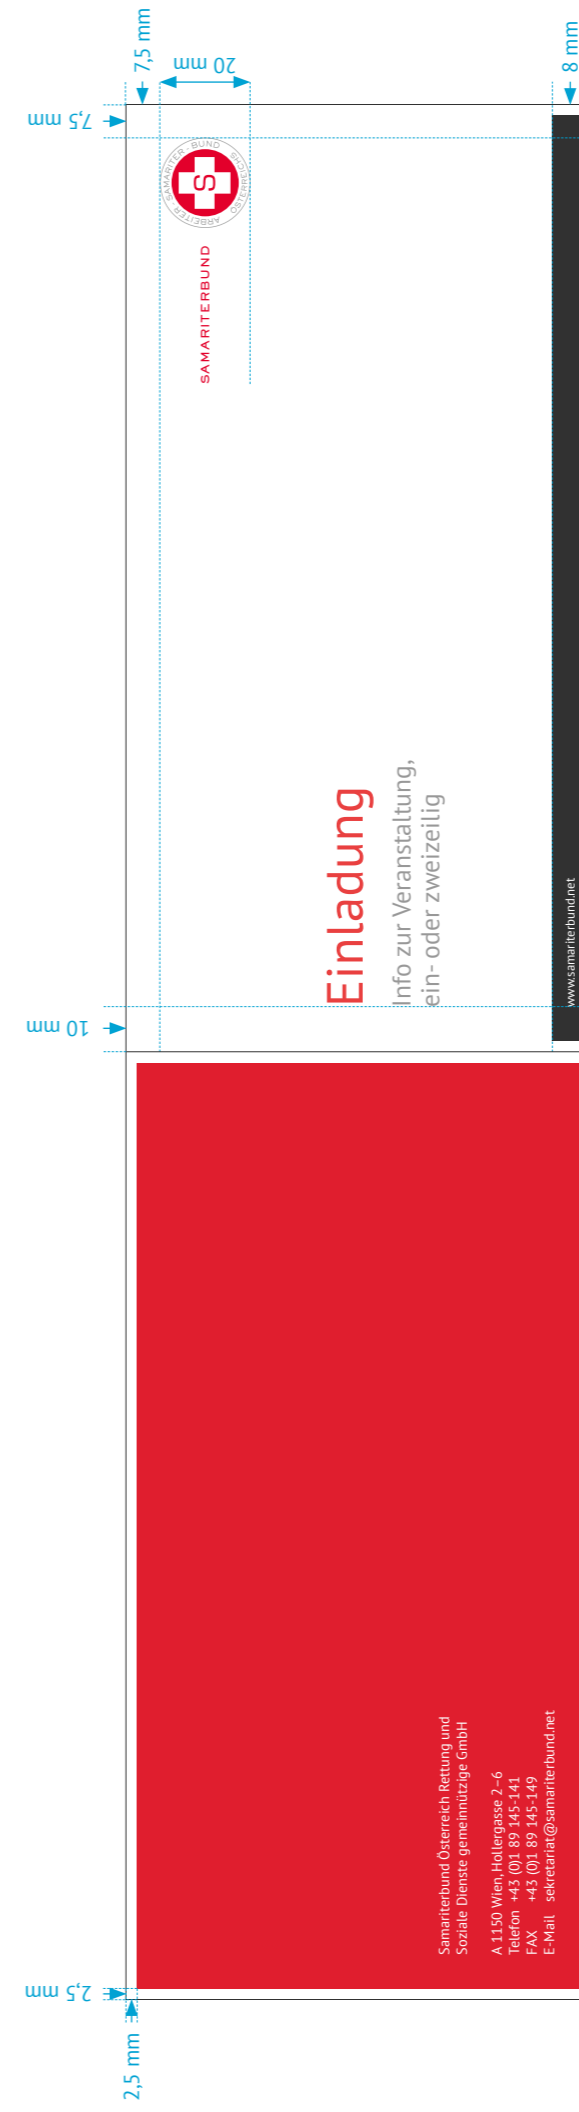 7,5 mm
20 mm
8 mm
7,5 mm
ARBEITER · SAMARITER · BUND
ÖSTERREICHS
S
SAMARITERBUND
Einladung
Info zur Veranstaltung,
ein- oder zweizeilig
www.samariterbund.net
10 mm
Samariterbund Österreich Rettung und
Soziale Dienste gemeinnützige GmbH
A 1150 Wien, Hollergasse 2–6
Telefon +43 (0)1 89 145-141
FAX +43 (0)1 89 145-149
E-Mail sekretariat@samariterbund.net
2,5 mm
2,5 mm